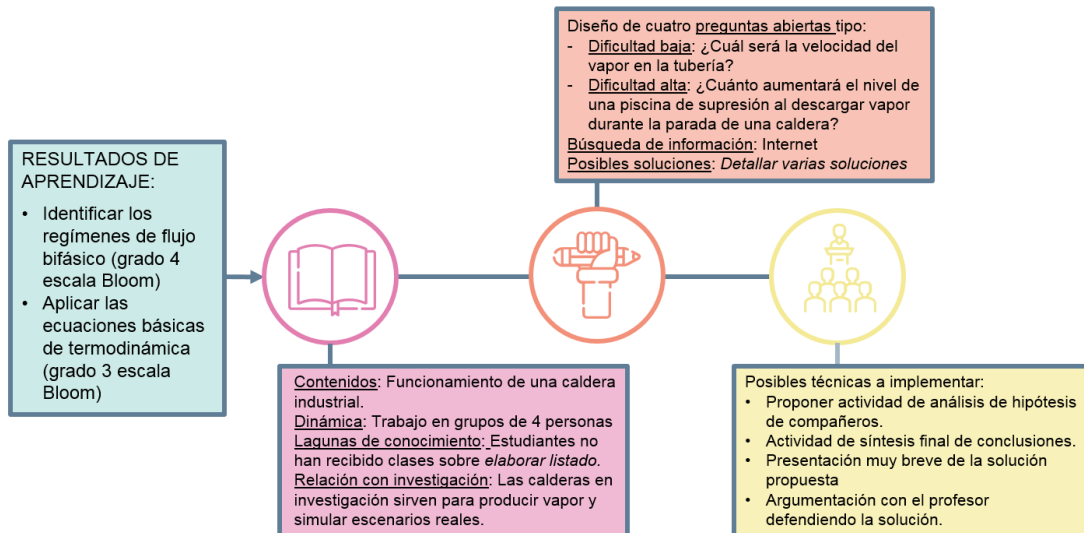 RESULTADOS DE
APRENDIZAJE:
• Identificar los
regímenes de flujo
bifásico (grado 4
escala Bloom)
• Aplicar las
ecuaciones básicas
de termodinámica
(grado 3 escala
Bloom)
Contenidos: Funcionamiento de una caldera
industrial.
Dinámica: Trabajo en grupos de 4 personas
Lagunas de conocimiento: Estudiantes no
han recibido clases sobre elaborar listado.
Relación con investigación: Las calderas en
investigación sirven para producir vapor y
simular escenarios reales.
Diseño de cuatro preguntas abiertas tipo:
- Dificultad baja: ¿Cuál será la velocidad del
vapor en la tubería?
- Dificultad alta: ¿Cuánto aumentará el nivel de
una piscina de supresión al descargar vapor
durante la parada de una caldera?
Búsqueda de información: Internet
Posibles soluciones: Detallar varias soluciones
Posibles técnicas a implementar:
• Proponer actividad de análisis de hipótesis
de compañeros.
• Actividad de síntesis final de conclusiones.
• Presentación muy breve de la solución
propuesta
• Argumentación con el profesor
defendiendo la solución.